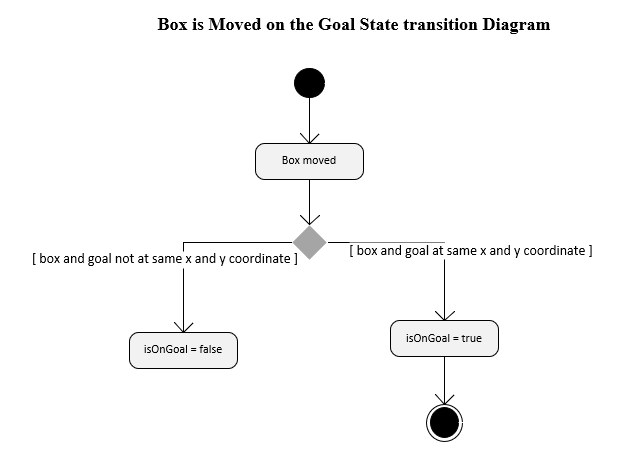 Box is Moved on the Goal State transition Diagram
Box moved
[ box and goal not at same x and y coordinate ]
[ box and goal at same x and y coordinate ]
isOnGoal = false
isOnGoal = true